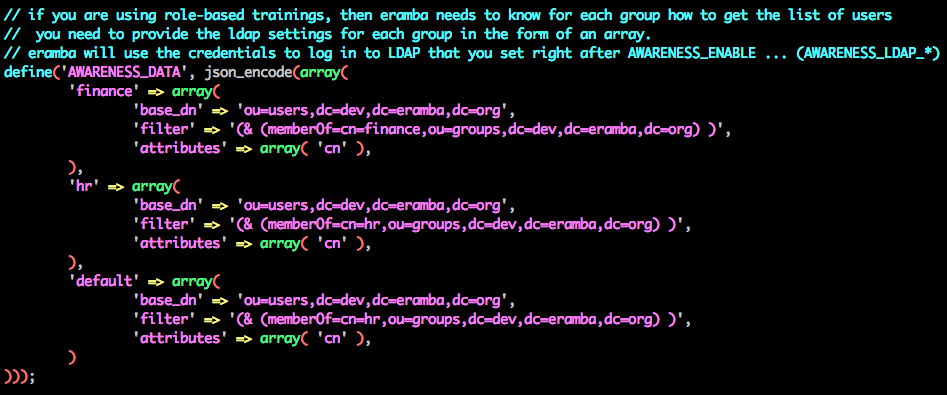 // if you are using role-based trainings, then eramba needs to know for each group how to get the list of users
//  you need to provide the ldap settings for each group in the form of an array.
// eramba will use the credentials to log in to LDAP that you set right after AWARENESS_ENABLE ... (AWARENESS_LDAP_*)
define('AWARENESS_DATA', json_encode(array(
        'finance' => array(
                'base_dn' => 'ou=users,dc=dev,dc=eramba,dc=org',
                'filter' => '(& (memberOf=cn=finance,ou=groups,dc=dev,dc=eramba,dc=org) )',
                'attributes' => array( 'cn' ),
        ),
        'hr' => array(
                'base_dn' => 'ou=users,dc=dev,dc=eramba,dc=org',
                'filter' => '(& (memberOf=cn=hr,ou=groups,dc=dev,dc=eramba,dc=org) )',
                'attributes' => array( 'cn' ),
        ),
        'default' => array(
                'base_dn' => 'ou=users,dc=dev,dc=eramba,dc=org',
                'filter' => '(& (memberOf=cn=hr,ou=groups,dc=dev,dc=eramba,dc=org) )',
                'attributes' => array( 'cn' ),
        )
)));